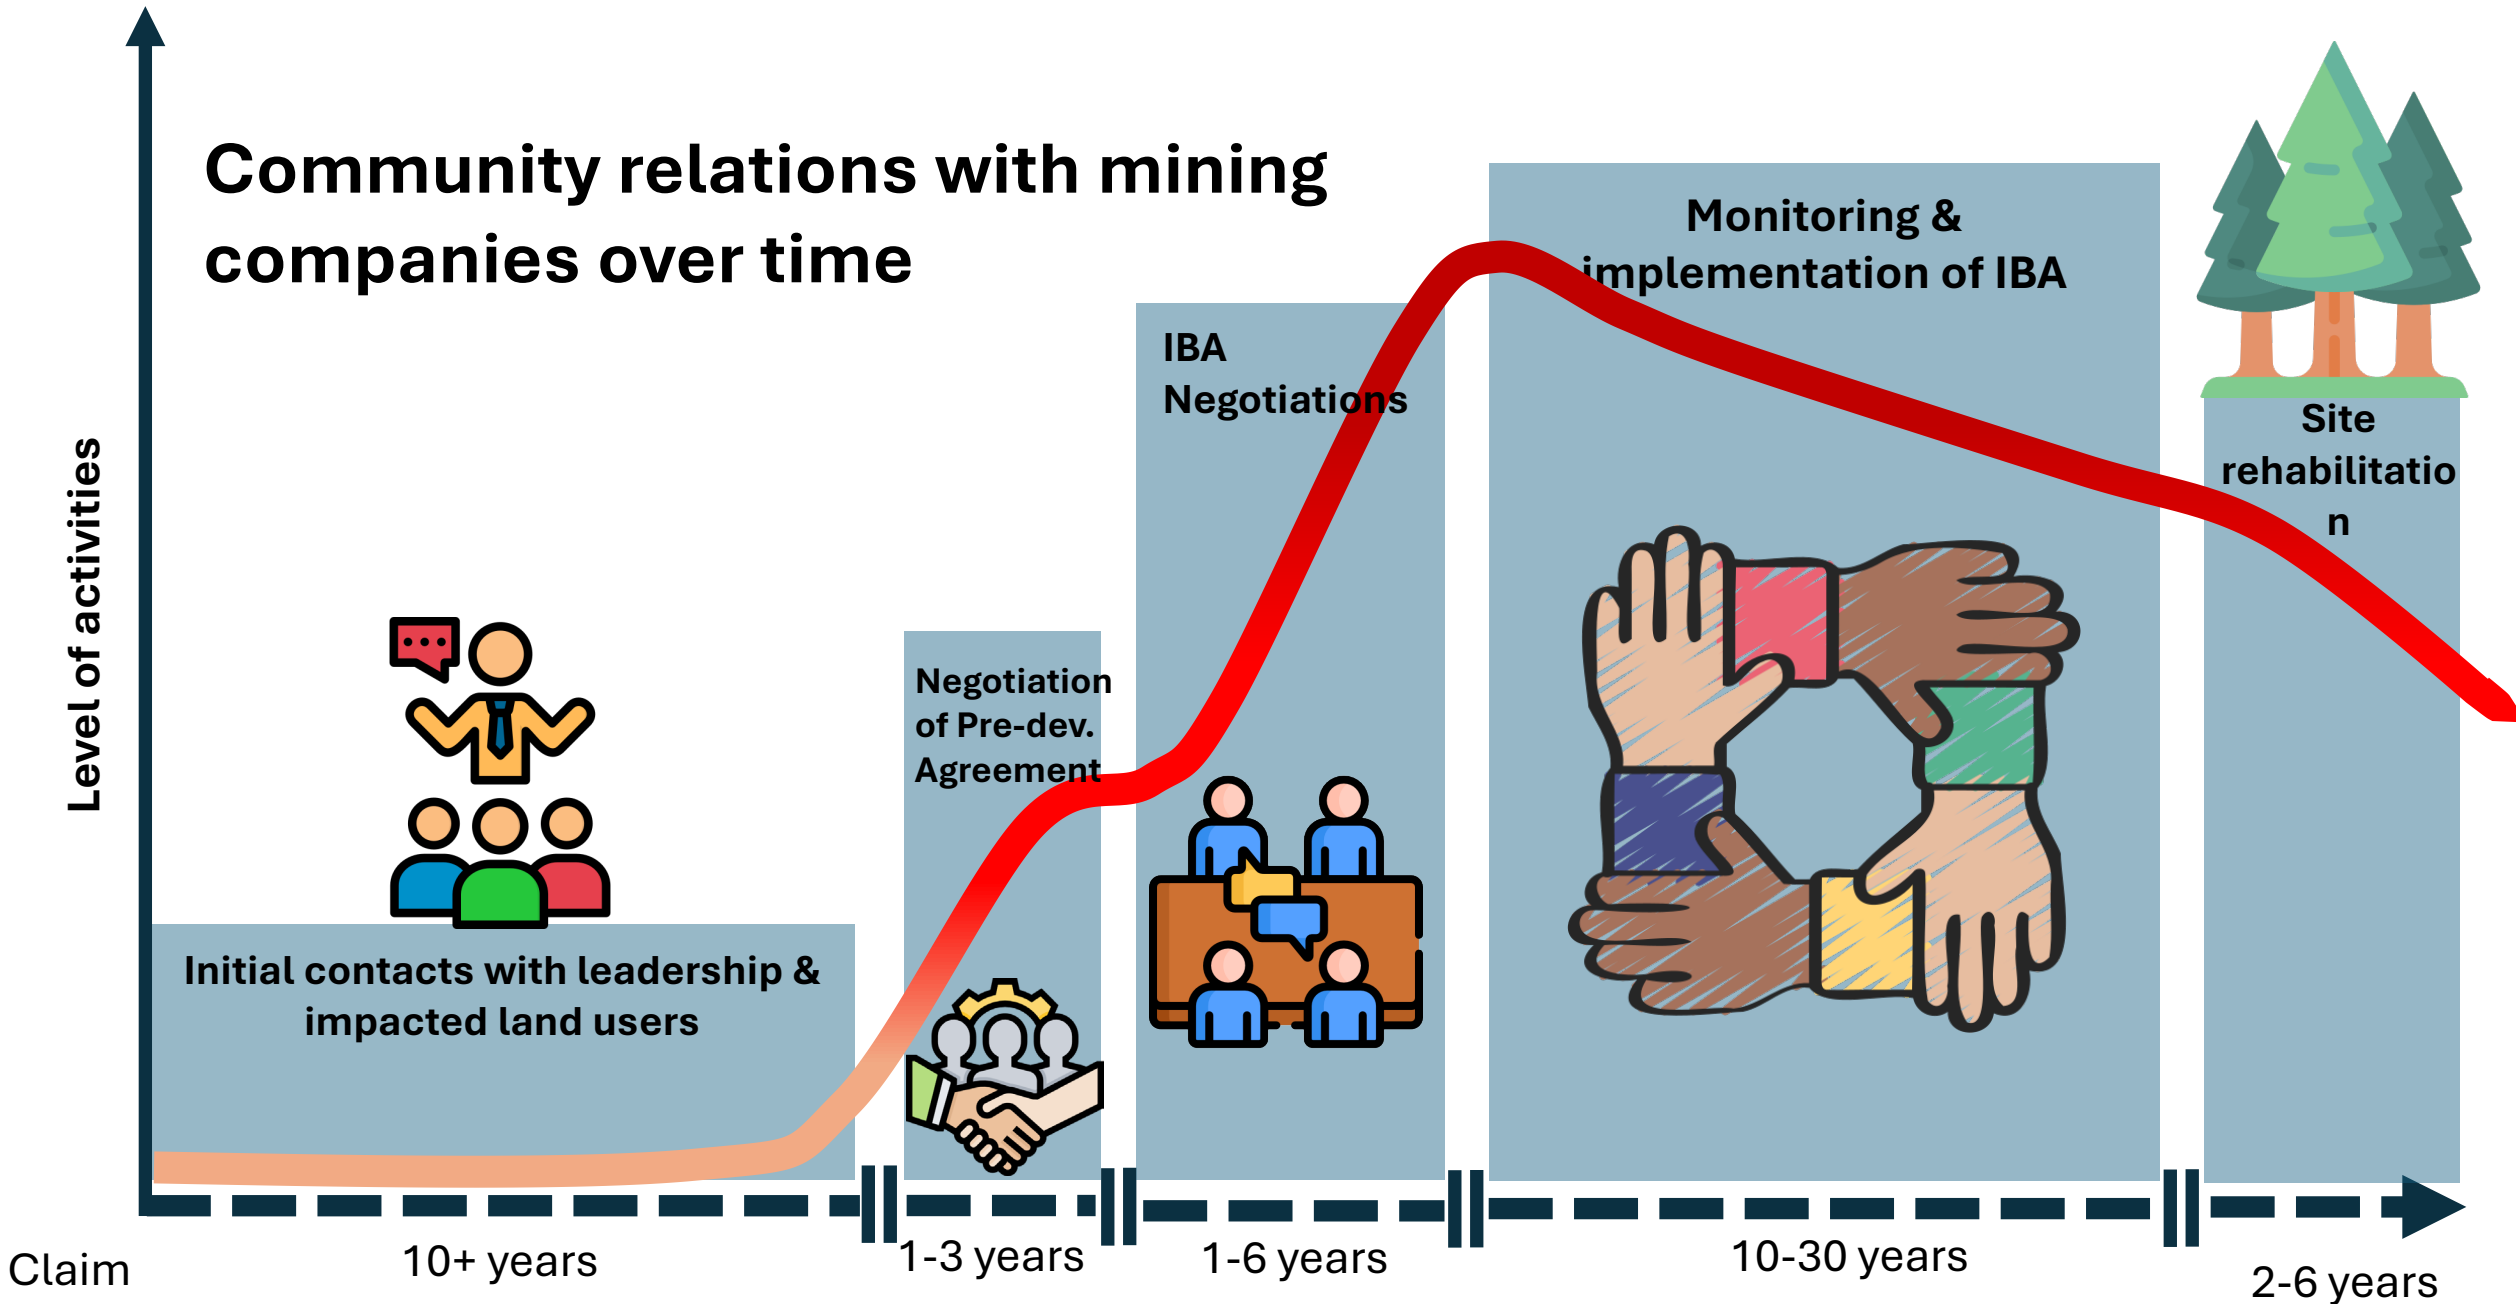 Community relations with mining
companies over time
Level of activities
Initial contacts with leadership &
impacted land users
Negotiation
of Pre-dev.
Agreement
IBA
Negotiations
Monitoring &
implementation of IBA
Site
rehabilitatio
n
Claim
10+ years
1-3 years
1-6 years
10-30 years
2-6 years